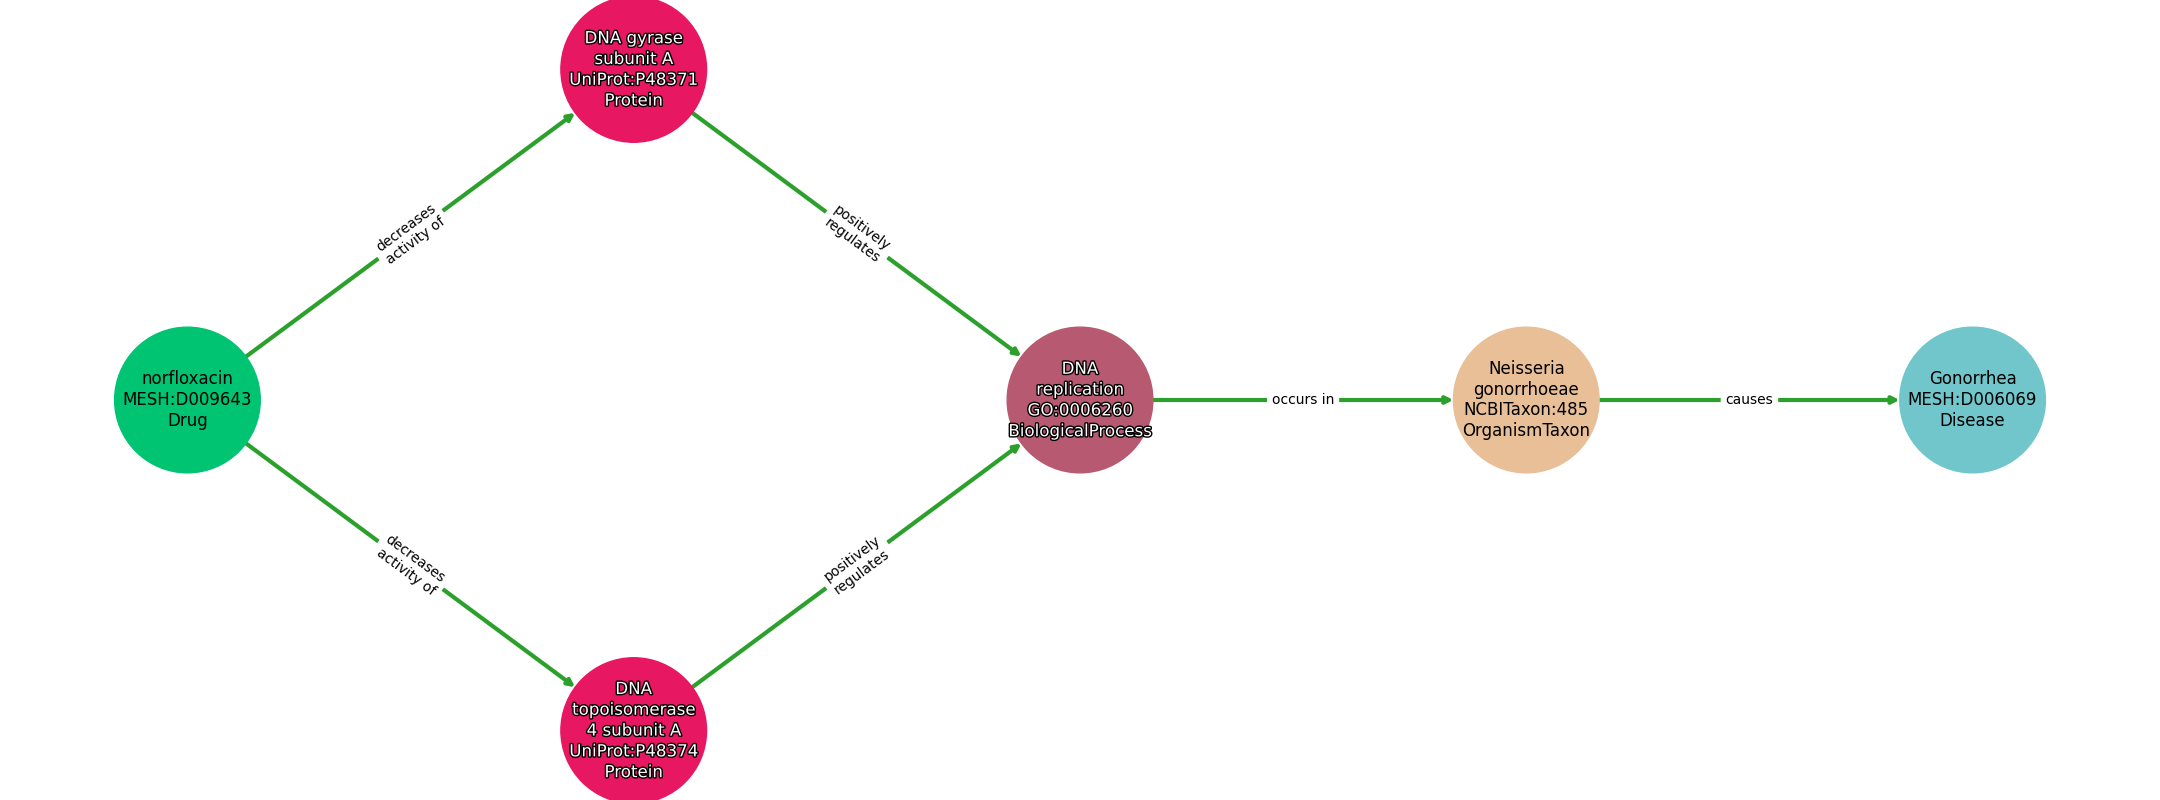 DNA gyrase
subunit A
UniProt:P48371
Protein
decreases
activity of
positively
regulates
norfloxacin
MESH:D009643
Drug
DNA
replication
GO:0006260
BiologicalProcess
occurs in
Neisseria
gonorrhoeae
NCBITaxon:485
OrganismTaxon
causes
Gonorrhea
MESH:D006069
Disease
decreases
activity of
positively
regulates
DNA
topoisomerase
4 subunit A
UniProt:P48374
Protein